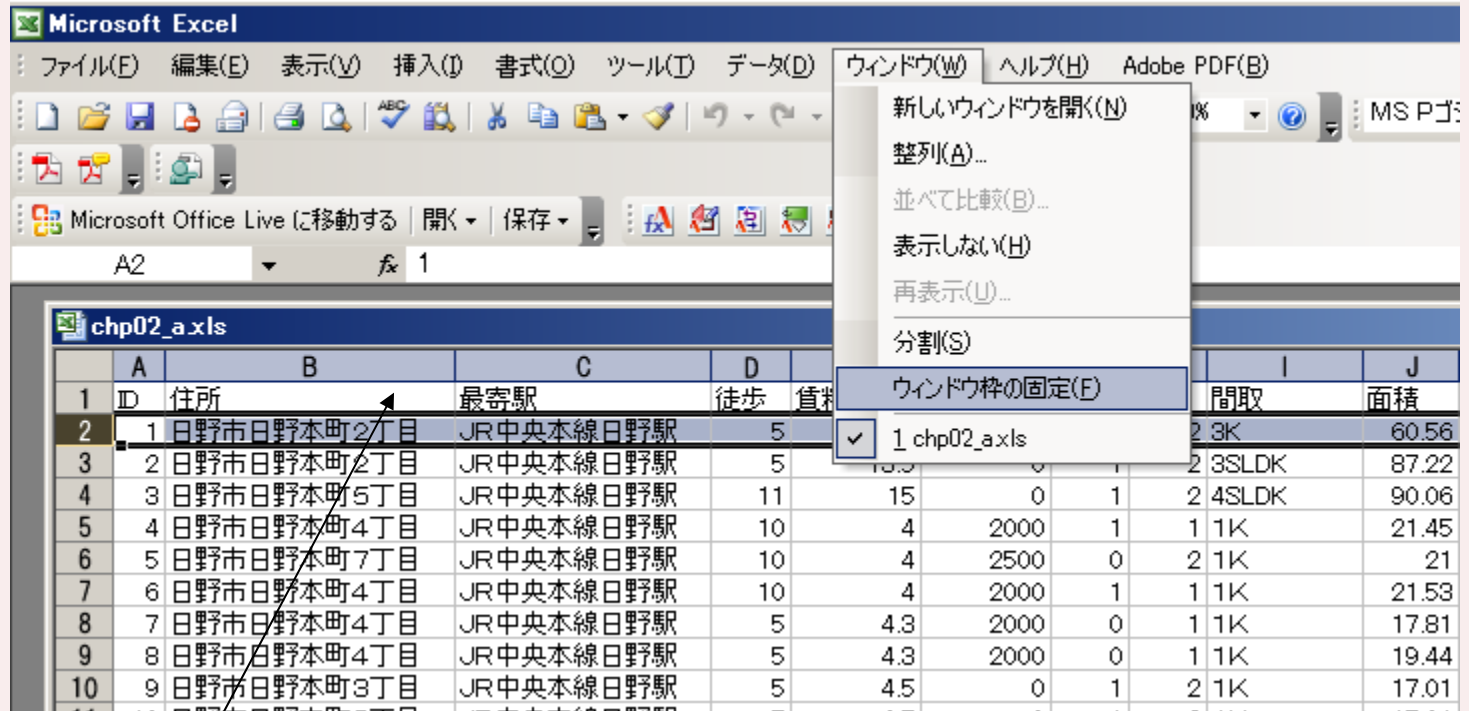 Microsoft Excel
ファイル(F) 編集(E) 表示(V) 挿入(I) 書式(O) ツール(T) データ(D) ウィンドウ(W) ヘルプ(H) Adobe PDF(B)
新しいウィンドウを開く(N)
ABC % MS P
整列(A)...
並べて比較(B)...
Microsoft Office Live に移動する 開く 保存
表示しない(H)
A2 fx 1
再表示(U)...
chp02_a.xls
分割(S)
A B C D I J
ウィンドウ枠の固定(F)
1 ID 住所 最寄駅 徒歩 間取 面積
2 1 日野市日野本町2丁目 JR中央本線日野駅 5 2 3K 60.56
1 chp02_a.xls
3 2 日野市日野本町2丁目 JR中央本線日野駅 5 2 3SLDK 87.22
4 3 日野市日野本町5丁目 JR中央本線日野駅 11 15 0 1 2 4SLDK 90.06
5 4 日野市日野本町4丁目 JR中央本線日野駅 10 4 2000 1 1 1K 21.45
6 5 日野市日野本町7丁目 JR中央本線日野駅 10 4 2500 0 2 1K 21
7 6 日野市日野本町4丁目 JR中央本線日野駅 10 4 2000 1 1 1K 21.53
8 7 日野市日野本町4丁目 JR中央本線日野駅 5 4.3 2000 0 1 1K 17.81
9 8 日野市日野本町4丁目 JR中央本線日野駅 5 4.3 2000 0 1 1K 19.44
10 9 日野市日野本町3丁目 JR中央本線日野駅 5 4.5 0 1 2 1K 17.01